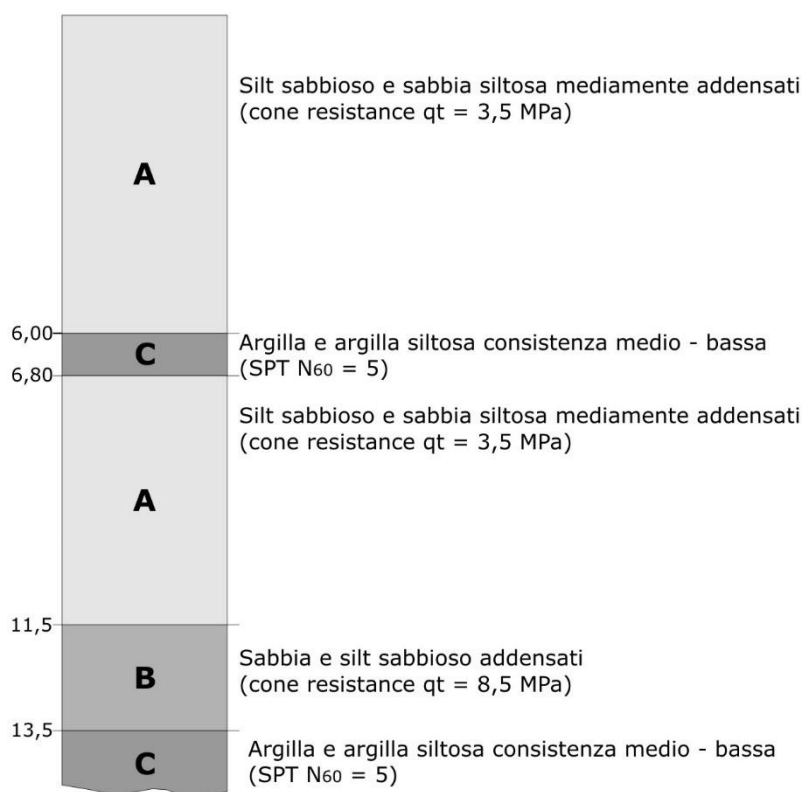 Silt sabbioso e sabbia siltosa mediamente addensati
(cone resistance qt = 3,5 MPa)
A
6,00
Argilla e argilla siltosa consistenza medio - bassa
C
(SPT N60 = 5)
6,80
Silt sabbioso e sabbia siltosa mediamente addensati
(cone resistance qt = 3,5 MPa)
A
11,5
Sabbia e silt sabbioso addensati
B
(cone resistance qt = 8,5 MPa)
13,5
Argilla e argilla siltosa consistenza medio - bassa
C
(SPT N60 = 5)